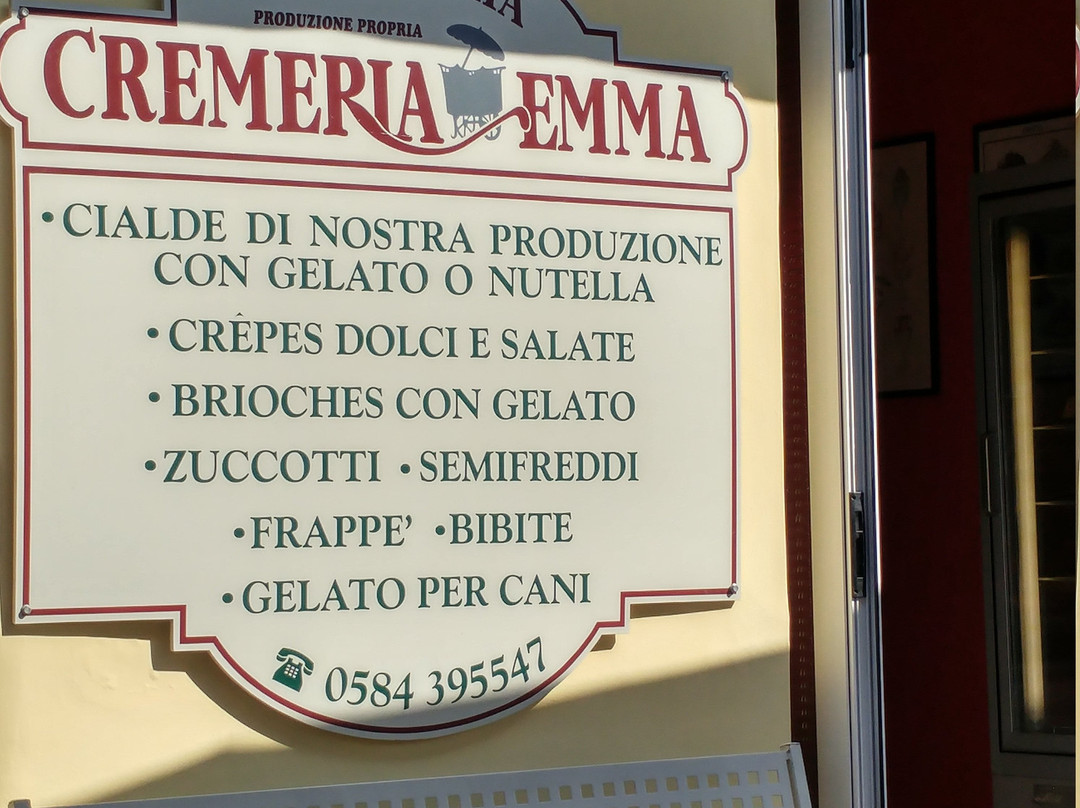 PRODUZIONE PROPRIA
CREMERIA EMMA
• CIALDE DI NOSTRA PRODUZIONE
CON GELATO O NUTELLA
• CRÊPES DOLCI E SALATE
• BRIOCHES CON GELATO
• ZUCCOTTI • SEMIFREDDI
• FRAPPE’ • BIBITE
• GELATO PER CANI
0584 395547